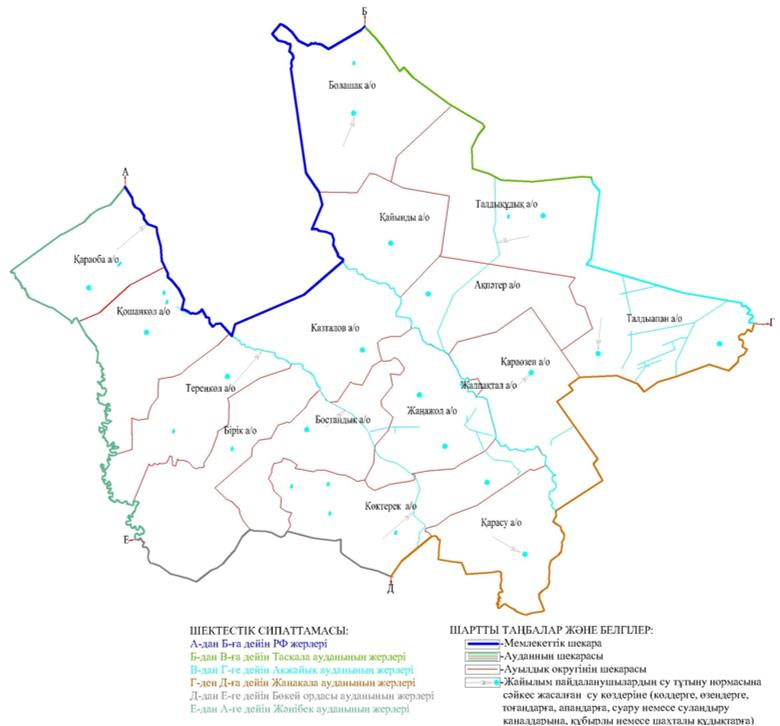 Б
Болашақ а/о
А
Талдықұдық а/о
Қайыңды а/о
Қараоба а/о
Ақпәтер а/о
Қошанкөл а/о
Талдыапан а/о
Г
Казталов а/о
Қараөзен а/о
Теренкөл а/о
Жалпақтал а/о
Жаңажол а/о
Бостандық а/о
Бірік а/о
Көктерек а/о
Қарасу а/о
Е
Д
ШЕКТЕСТІК СИПАТТАМАСЫ:
А-дан Б-ға дейін РФ жерлері
Б-дан В-ға дейін Тасқала ауданының жерлері
В-дан Г-ге дейін Ақжайық ауданының жерлері
Г-ден Д-ға дейін Жаңақала ауданының жерлері
Д-дан Е-ге дейін Бөкей ордасы ауданының жерлері
Е-дан А-ге дейін Жәнібек ауданының жерлері
ШАРТТЫ ТАҢБАЛАР ЖӘНЕ БЕЛГІЛЕР:
-Мемлекеттік шекара
-Ауданның шекарасы
-Ауылдық округінің шекарасы
-Жайылым пайдаланушылардың су тұтыну нормасына
сәйкес жасалған су көздеріне (көлдерге, өзендерге,
тоғандарға, апандарға, суару немесе суландыру
каналдарына, құбырлы немесе шахталы құдықтарға)